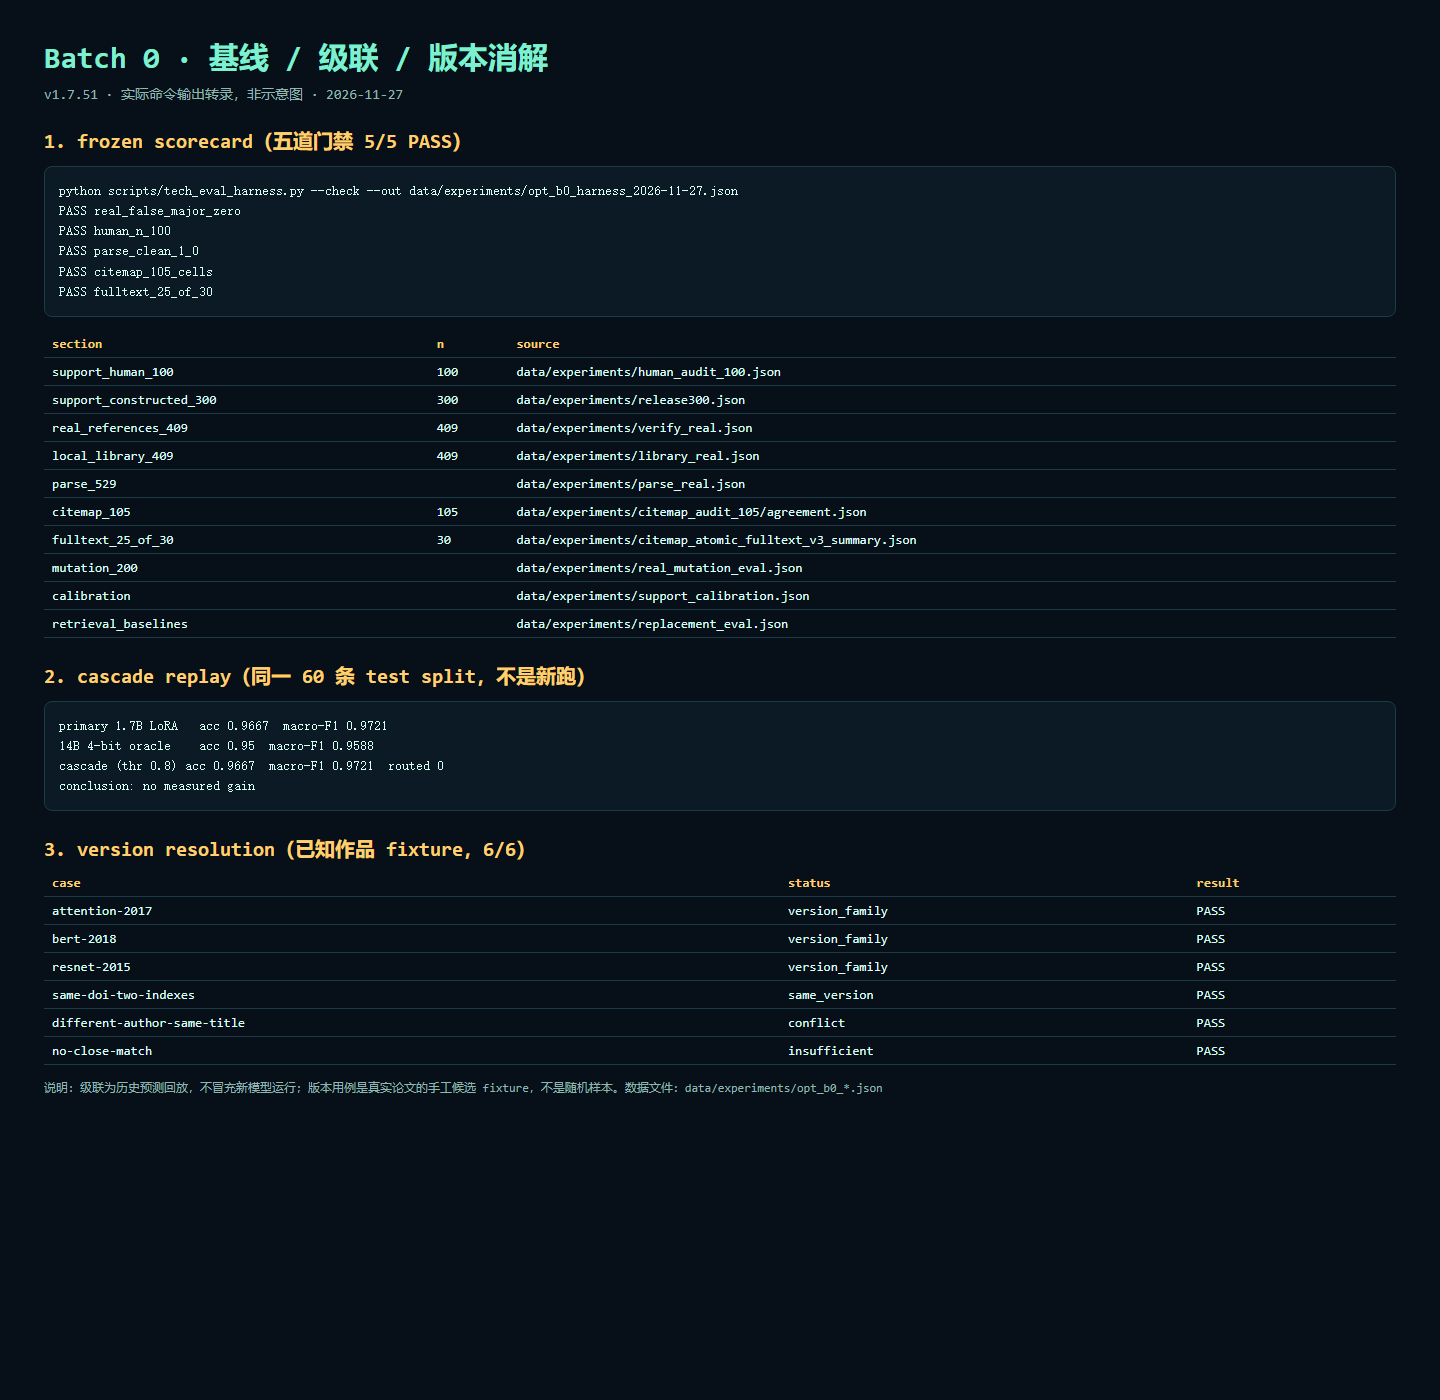 Batch 0 · 基线 / 级联 / 版本消解
v1.7.51 · 实际命令输出转录，非示意图 · 2026-11-27
1. frozen scorecard（五道门禁 5/5 PASS）
python scripts/tech_eval_harness.py --check --out data/experiments/opt_b0_harness_2026-11-27.json
PASS real_false_major_zero
PASS human_n_100
PASS parse_clean_1_0
PASS citemap_105_cells
PASS fulltext_25_of_30
section n source
support_human_100 100 data/experiments/human_audit_100.json
support_constructed_300 300 data/experiments/release300.json
real_references_409 409 data/experiments/verify_real.json
local_library_409 409 data/experiments/library_real.json
parse_529 data/experiments/parse_real.json
citemap_105 105 data/experiments/citemap_audit_105/agreement.json
fulltext_25_of_30 30 data/experiments/citemap_atomic_fulltext_v3_summary.json
mutation_200 data/experiments/real_mutation_eval.json
calibration data/experiments/support_calibration.json
retrieval_baselines data/experiments/replacement_eval.json
2. cascade replay（同一 60 条 test split，不是新跑）
primary 1.7B LoRA acc 0.9667 macro-F1 0.9721
14B 4-bit oracle acc 0.95 macro-F1 0.9588
cascade (thr 0.8) acc 0.9667 macro-F1 0.9721 routed 0
conclusion: no measured gain
3. version resolution（已知作品 fixture，6/6）
case status result
attention-2017 version_family PASS
bert-2018 version_family PASS
resnet-2015 version_family PASS
same-doi-two-indexes same_version PASS
different-author-same-title conflict PASS
no-close-match insufficient PASS
说明：级联为历史预测回放，不冒充新模型运行；版本用例是真实论文的手工候选 fixture，不是随机样本。数据文件：data/experiments/opt_b0_*.json